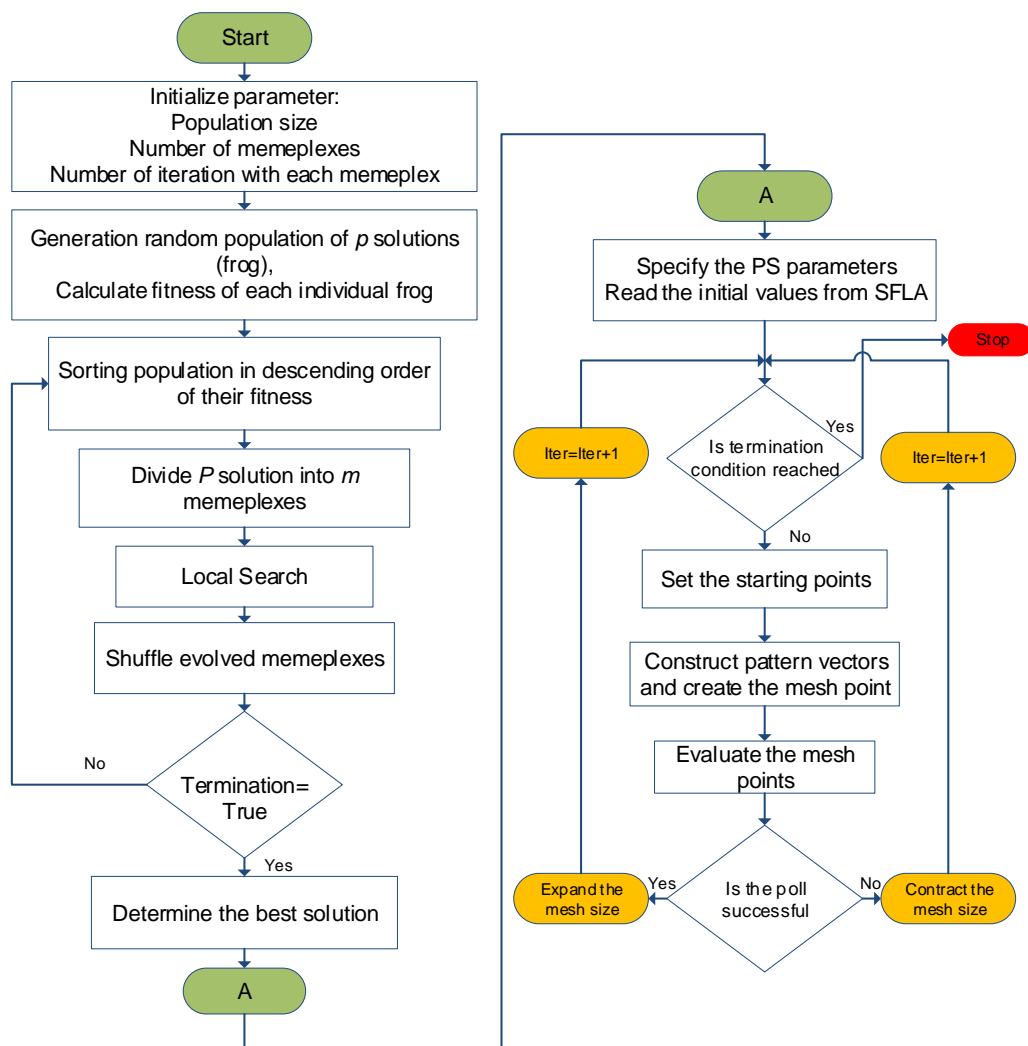 Start
Initialize parameter:
Population size
Number of memeplexes
Number of iteration with each memeplex
Generation random population of p solutions
(frog),
Calculate fitness of each individual frog
Sorting population in descending order
of their fitness
Divide P solution into m
memeplexes
Local Search
Shuffle evolved memeplexes
No
Termination=
True
Yes
Determine the best solution
A
A
Specify the PS parameters
Read the initial values from SFLA
Stop
Iter=Iter+1
Is termination
condition reached
Yes
Iter=Iter+1
No
Set the starting points
Construct pattern vectors
and create the mesh point
Evaluate the mesh
points
Expand the
mesh size
Yes
Is the poll
successful
No
Contract the
mesh size